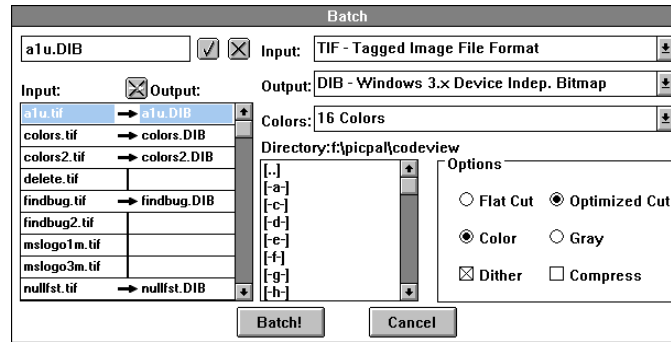 Batch
a1u.DIB
Input: TIF - Tagged Image File Format
Output: DIB - Windows 3.x Device Indep. Bitmap
Colors: 16 Colors
Input: Output:
a1u.tif a1u.DIB
colors.tif colors.DIB
colors2.tif colors2.DIB
delete.tif
findbug.tif findbug.DIB
findbug2.tif
mslogo1m.tif
mslogo3m.tif
nullfst.tif nullfst.DIB
Directory:f:\picpal\codeview
[..]
[-a-]
[-c-]
[-d-]
[-e-]
[-f-]
[-g-]
[-h-]
Options
Flat Cut Optimized Cut
Color Gray
Dither Compress
Batch! Cancel